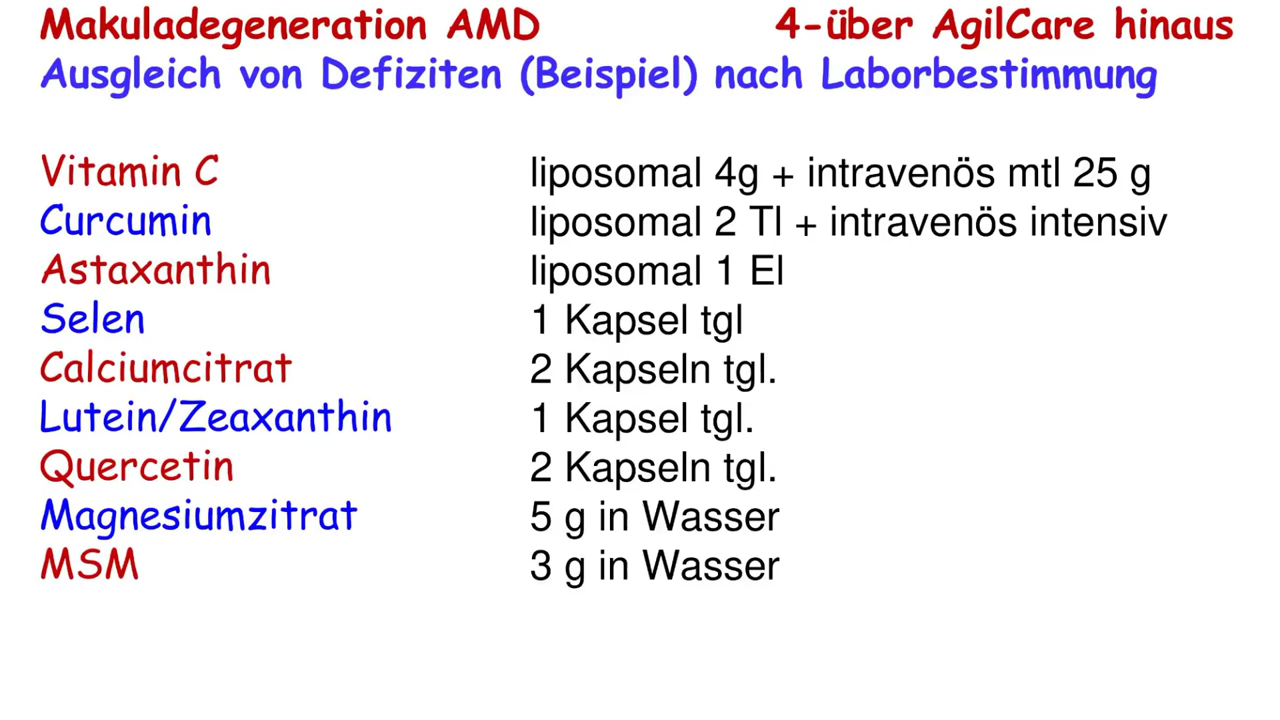 Makuladegeneration AMD 4-über AgilCare hinaus
Ausgleich von Defiziten (Beispiel) nach Laborbestimmung
Vitamin C liposomal 4g + intravenös mtl 25 g
Curcumin liposomal 2 Tl + intravenös intensiv
Astaxanthin liposomal 1 El
Selen 1 Kapsel tgl
Calciumcitrat 2 Kapseln tgl.
Lutein/Zeaxanthin 1 Kapsel tgl.
Quercetin 2 Kapseln tgl.
Magnesiumzitrat 5 g in Wasser
MSM 3 g in Wasser